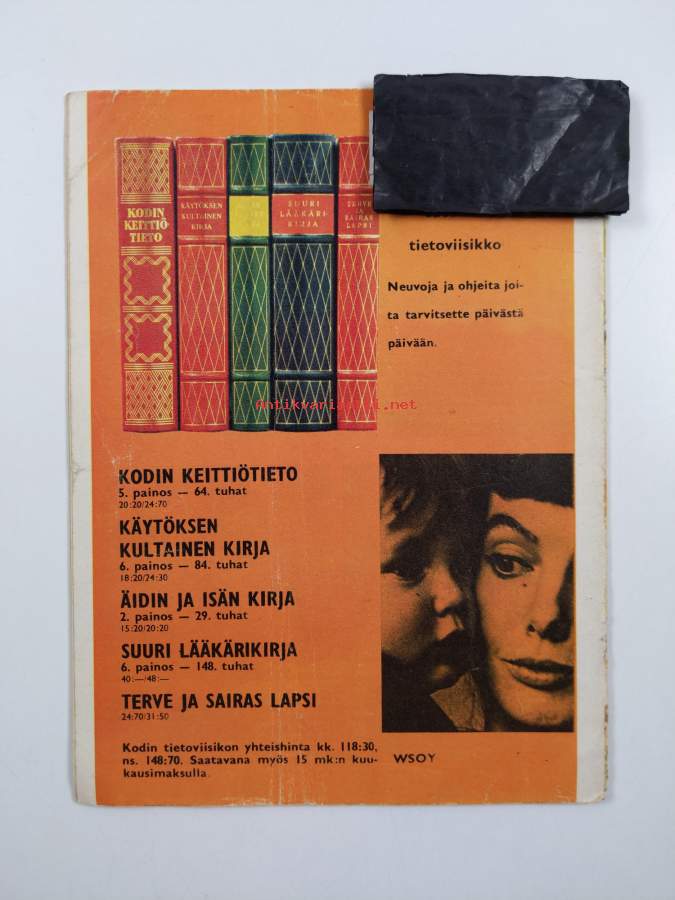 KODIN
KEITTIÖ-
TIETO
KÄYTÖKSEN
KULTAINEN
KIRJA
SUURI
LÄÄKÄRI-
KIRJA
TERVE
JA
SAIRAS
LAPSI
tietoviisikko
Neuvoja ja ohjeita joi-
ta tarvitsette päivästä
päivään.
Antikvariaatti.net
KODIN KEITTIÖTIETO
5. painos — 64. tuhat
20:20/24:70
KÄYTÖKSEN
KULTAINEN KIRJA
6. painos — 84. tuhat
18:20/24:30
ÄIDIN JA ISÄN KIRJA
2. painos — 29. tuhat
15:20/20:20
SUURI LÄÄKÄRIKIRJA
6. painos — 148. tuhat
40:—/48:—
TERVE JA SAIRAS LAPSI
24:70/31:50
Kodin tietoviisikon yhteishinta kk. 118:30,
ns. 148:70. Saatavana myös 15 mk:n kuu-
kausimaksulla.
WSOY